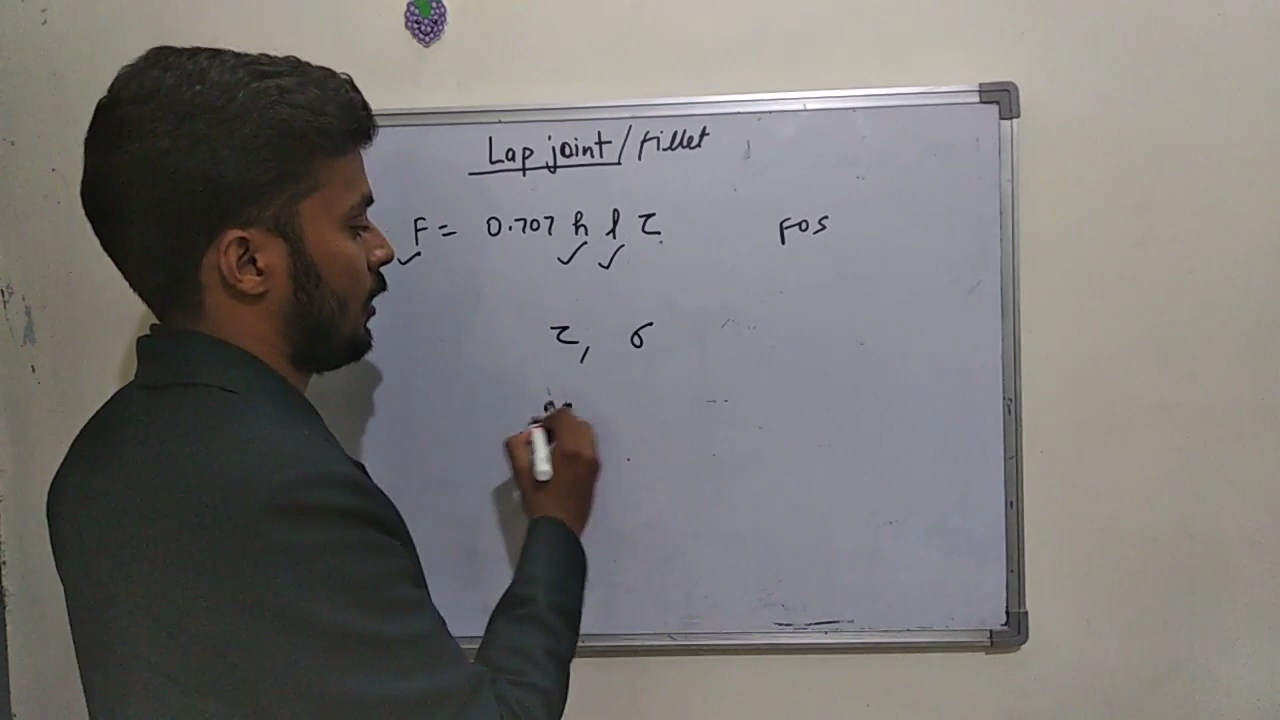 Lap joint / fillet
F = 0.707 h l τ FOS
τ, σ